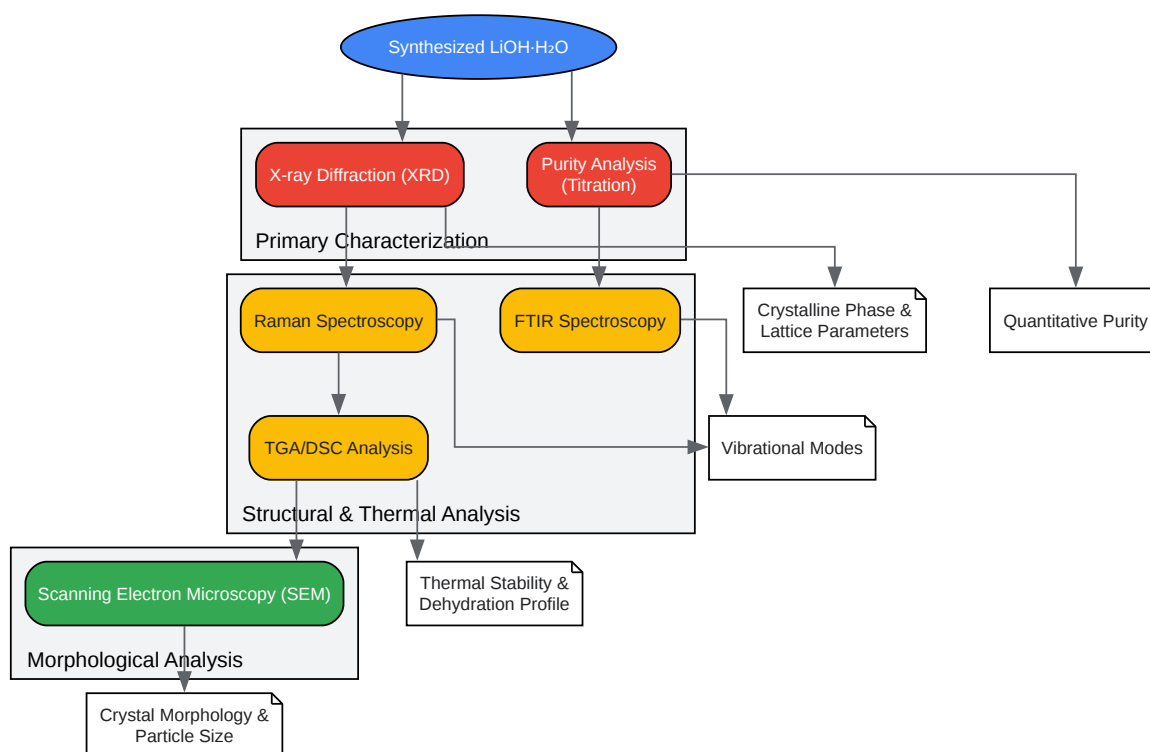 Synthesized LiOH·H₂O
X-ray Diffraction (XRD)
Purity Analysis
(Titration)
Primary Characterization
Raman Spectroscopy
FTIR Spectroscopy
Crystalline Phase &
Lattice Parameters
Quantitative Purity
TGA/DSC Analysis
Vibrational Modes
Structural & Thermal Analysis
Scanning Electron Microscopy (SEM)
Thermal Stability &
Dehydration Profile
Morphological Analysis
Crystal Morphology &
Particle Size